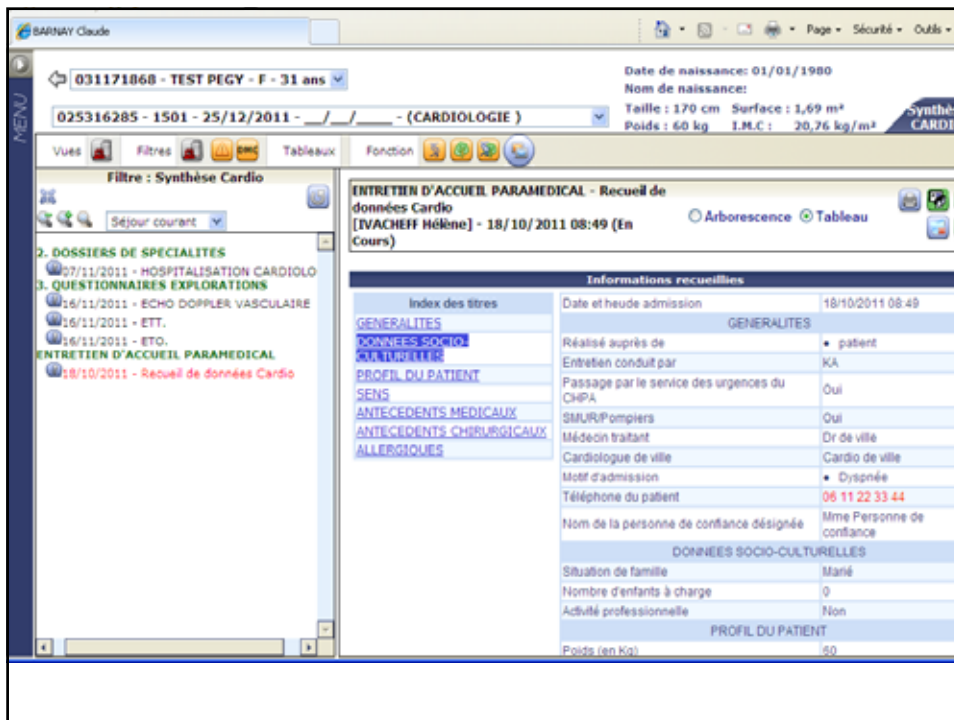 BARNAY Claude
Page Sécurité Outils
MENU
031171868 - TEST PEGY - F - 31 ans
Date de naissance: 01/01/1980
Nom de naissance:
025316285 - 1501 - 25/12/2011 - __/__/____ - (CARDIOLOGIE )
Taille : 170 cm Surface : 1,69 m²
Poids : 60 kg I.M.C : 20,76 kg/m²
Synthès
CARDI
Vues Filtres DMC Tableaux Fonction
Filtre : Synthèse Cardio
Séjour courant
2. DOSSIERS DE SPECIALITES
07/11/2011 - HOSPITALISATION CARDIOLO
3. QUESTIONNAIRES EXPLORATIONS
16/11/2011 - ECHO DOPPLER VASCULAIRE
16/11/2011 - ETT.
16/11/2011 - ETO.
ENTRETIEN D'ACCUEIL PARAMEDICAL
18/10/2011 - Recueil de données Cardio
ENTRETIEN D'ACCUEIL PARAMEDICAL - Recueil de
données Cardio
[IVACHEFF Hélène] - 18/10/2011 08:49 (En
Cours)
Arborescence Tableau
Informations recueillies
Index des titres
GENERALITES
DONNEES SOCIO-
CULTURELLES
PROFIL DU PATIENT
SENS
ANTECEDENTS MEDICAUX
ANTECEDENTS CHIRURGICAUX
ALLERGIQUES
Date et heude admission 18/10/2011 08:49
GENERALITES
Réalisé auprès de • patient
Entretien conduit par KA
Passage par le service des urgences du
CHPA Oui
SMUR/Pompiers Oui
Médecin traitant Dr de ville
Cardiologue de ville Cardio de ville
Motif d'admission • Dyspnée
Téléphone du patient 06 11 22 33 44
Nom de la personne de confiance désignée Mme Personne de
confiance
DONNEES SOCIO-CULTURELLES
Situation de famille Marié
Nombre d'enfants à charge 0
Activité professionnelle Non
PROFIL DU PATIENT
Poids (en Kg) 60